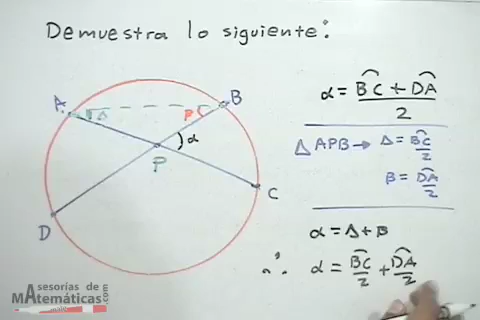 Demuestra lo siguiente:
α = (B͡C + D͡A) / 2
△ APB → Δ = B͡C / 2
β = D͡A / 2
α = Δ + β
∴ α = B͡C / 2 + D͡A / 2
A
Δ
β
B
α
P
C
D
Asesorías de
Matemáticas.com